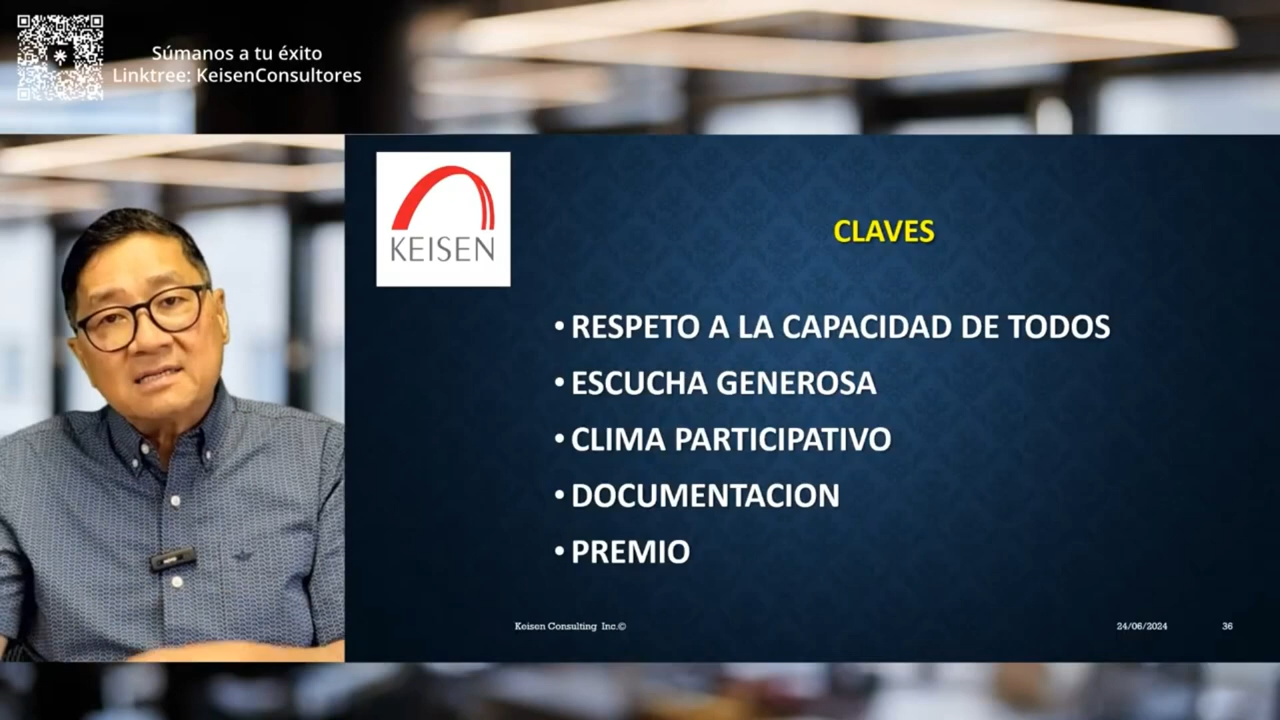 Súmanos a tu éxito
Linktree: KeisenConsultores
KEISEN
CLAVES
• RESPETO A LA CAPACIDAD DE TODOS
• ESCUCHA GENEROSA
• CLIMA PARTICIPATIVO
• DOCUMENTACION
• PREMIO
Keisen Consulting Inc.©
24/06/2024
36